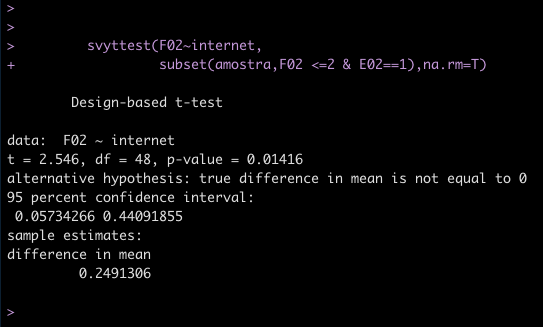 >
>
> svyttest(F02~internet,
+ subset(amostra,F02 <=2 & E02==1),na.rm=T)
Design-based t-test
data: F02 ~ internet
t = 2.546, df = 48, p-value = 0.01416
alternative hypothesis: true difference in mean is not equal to 0
95 percent confidence interval:
0.05734266 0.44091855
sample estimates:
difference in mean
0.2491306
>